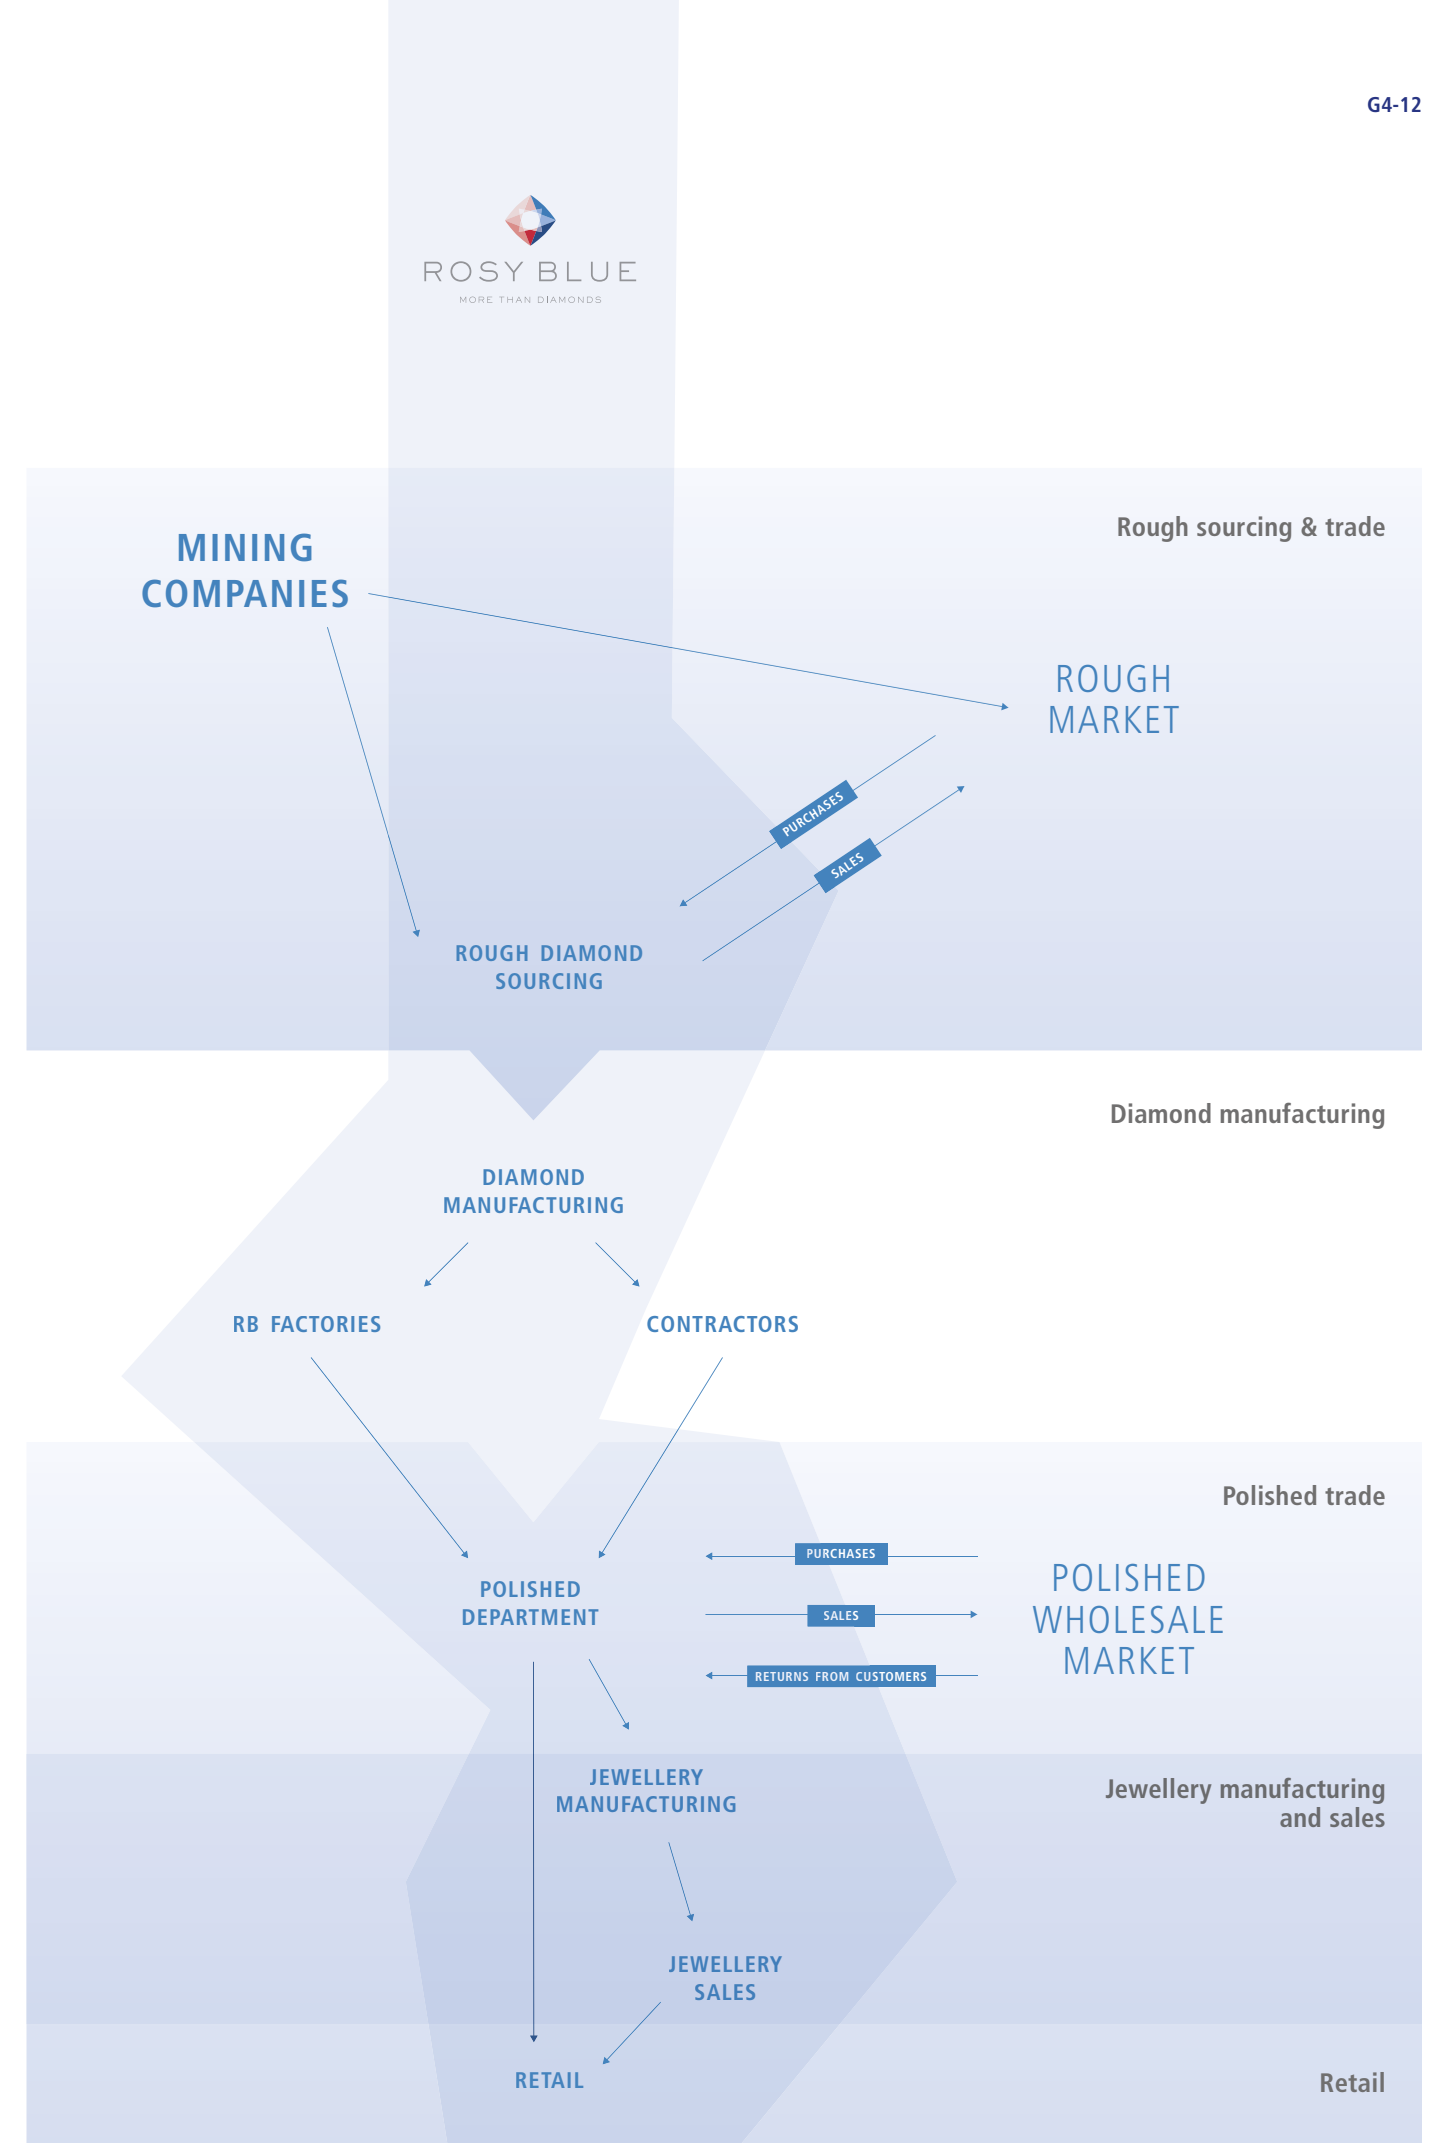 G4-12
ROSY BLUE
MORE THAN DIAMONDS
Rough sourcing & trade
MINING
COMPANIES
ROUGH
MARKET
PURCHASES
SALES
ROUGH DIAMOND
SOURCING
Diamond manufacturing
DIAMOND
MANUFACTURING
RB FACTORIES
CONTRACTORS
Polished trade
PURCHASES
POLISHED
DEPARTMENT
SALES
POLISHED
WHOLESALE
MARKET
RETURNS FROM CUSTOMERS
JEWELLERY
MANUFACTURING
Jewellery manufacturing
and sales
JEWELLERY
SALES
RETAIL
Retail